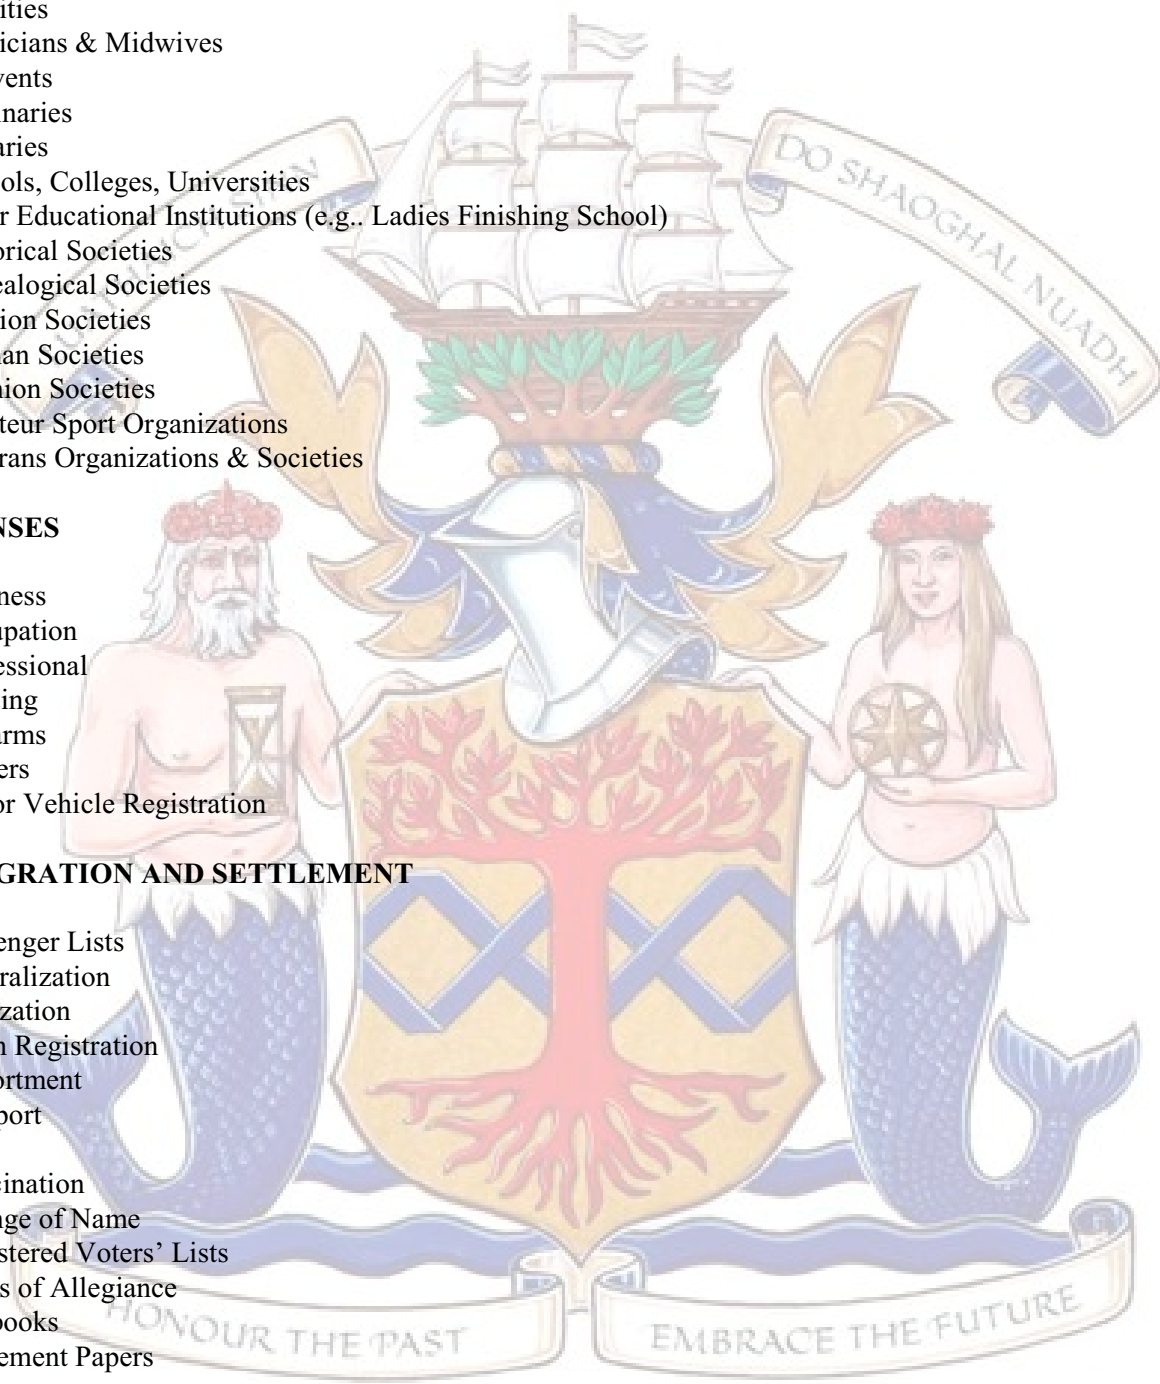 ities
icians & Midwives
vents
naries
aries
ols, Colleges, Universities
r Educational Institutions (e.g.. Ladies Finishing School)
orical Societies
ealogical Societies
ion Societies
nan Societies
nion Societies
teur Sport Organizations
rans Organizations & Societies
NSES
ness
upation
essional
ing
arms
ers
or Vehicle Registration
GRATION AND SETTLEMENT
enger Lists
ralization
zation
n Registration
ortment
port
cination
nge of Name
stered Voters’ Lists
s of Allegiance
books
ement Papers
DO SHAOGHAL NUADH
HONOUR THE PAST
EMBRACE THE FUTURE